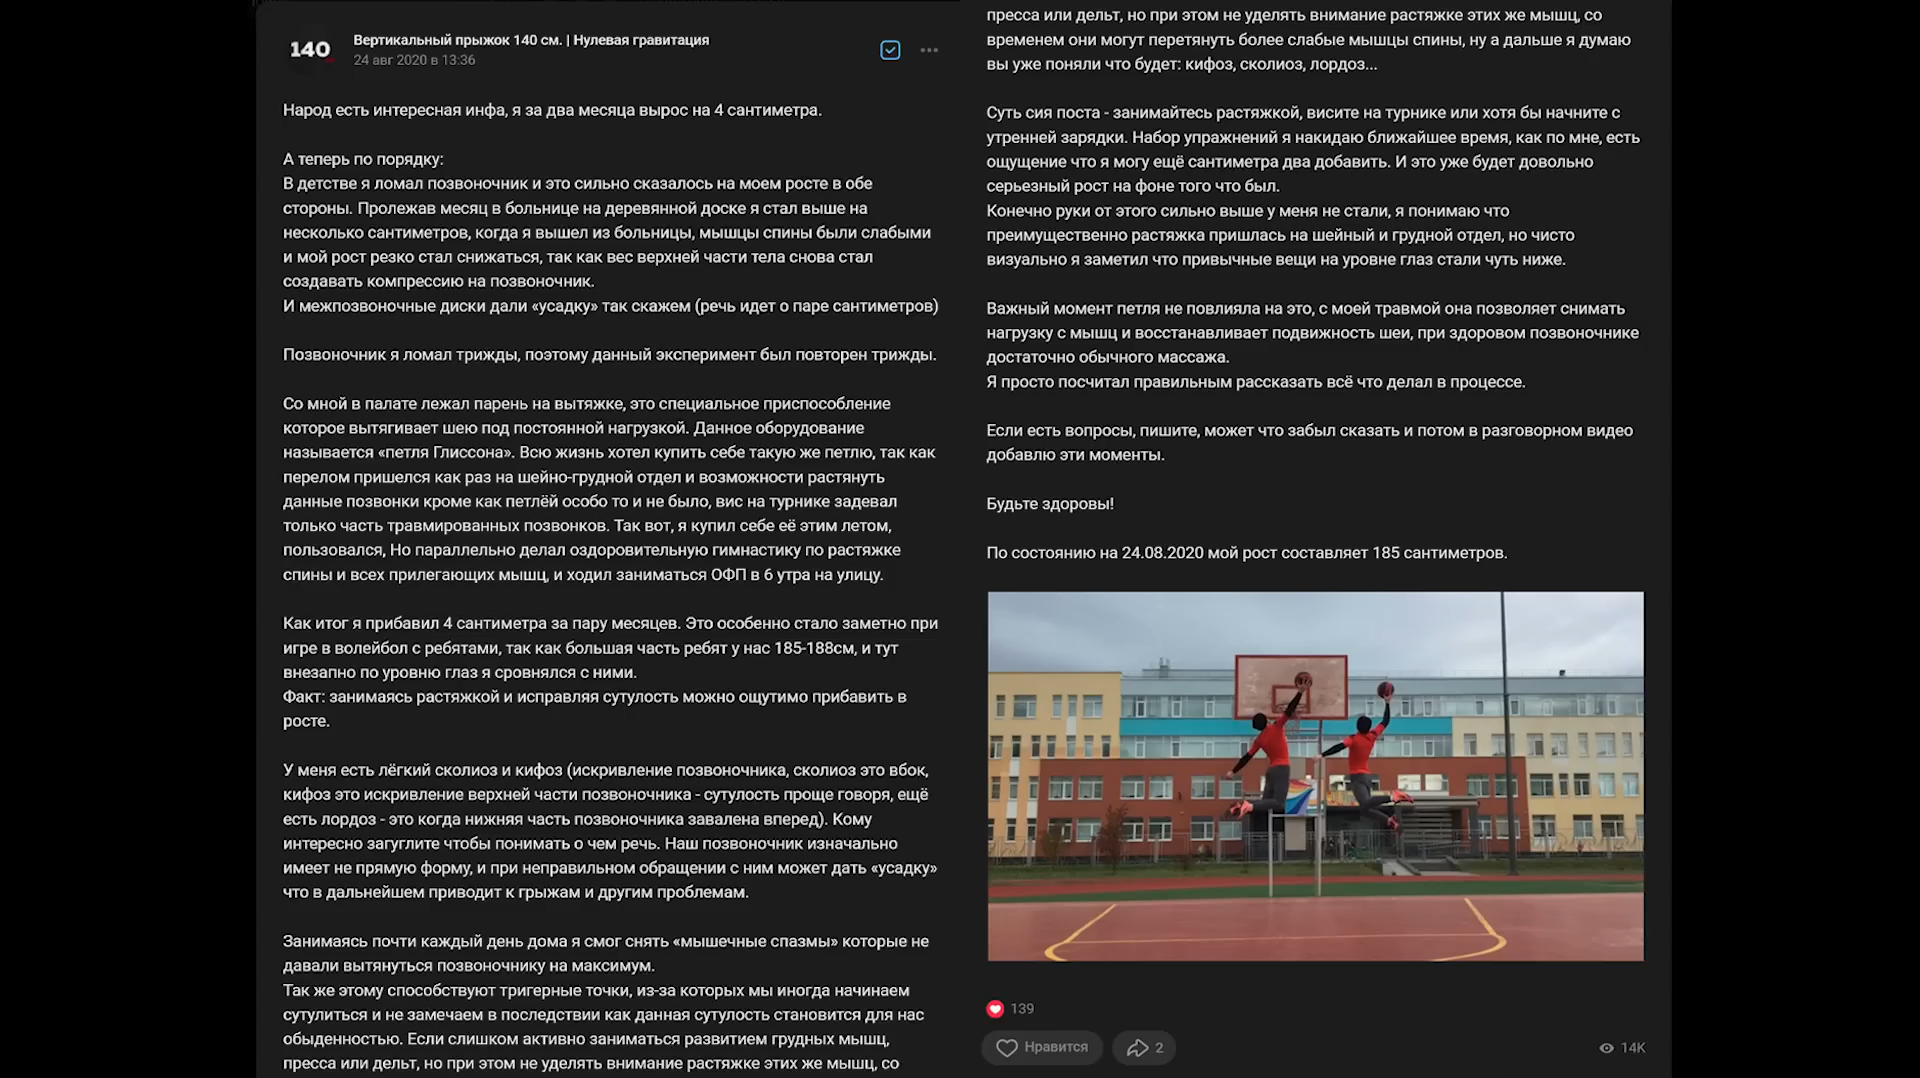 140
Вертикальный прыжок 140 см. | Нулевая гравитация
24 авг 2020 в 13:36
Народ есть интересная инфа, я за два месяца вырос на 4 сантиметра.
А теперь по порядку:
В детстве я ломал позвоночник и это сильно сказалось на моем росте в обе
стороны. Пролежав месяц в больнице на деревянной доске я стал выше на
несколько сантиметров, когда я вышел из больницы, мышцы спины были слабыми
и мой рост резко стал снижаться, так как вес верхней части тела снова стал
создавать компрессию на позвоночник.
И межпозвоночные диски дали «усадку» так скажем (речь идет о паре сантиметров)
Позвоночник я ломал трижды, поэтому данный эксперимент был повторен трижды.
Со мной в палате лежал парень на вытяжке, это специальное приспособление
которое вытягивает шею под постоянной нагрузкой. Данное оборудование
называется «петля Глиссона». Всю жизнь хотел купить себе такую же петлю, так как
перелом пришелся как раз на шейно-грудной отдел и возможности растянуть
данные позвонки кроме как петлёй особо то и не было, вис на турнике задевал
только часть травмированных позвонков. Так вот, я купил себе её этим летом,
пользовался, Но параллельно делал оздоровительную гимнастику по растяжке
спины и всех прилегающих мышц, и ходил заниматься ОФП в 6 утра на улицу.
Как итог я прибавил 4 сантиметра за пару месяцев. Это особенно стало заметно при
игре в волейбол с ребятами, так как большая часть ребят у нас 185-188см, и тут
внезапно по уровню глаз я сровнялся с ними.
Факт: занимаясь растяжкой и исправляя сутулость можно ощутимо прибавить в
росте.
У меня есть лёгкий сколиоз и кифоз (искривление позвоночника, сколиоз это вбок,
кифоз это искривление верхней части позвоночника - сутулость проще говоря, ещё
есть лордоз - это когда нижняя часть позвоночника завалена вперед). Кому
интересно загуглите чтобы понимать о чем речь. Наш позвоночник изначально
имеет не прямую форму, и при неправильном обращении с ним может дать «усадку»
что в дальнейшем приводит к грыжам и другим проблемам.
Занимаясь почти каждый день дома я смог снять «мышечные спазмы» которые не
давали вытянуться позвоночнику на максимум.
Так же этому способствуют тригерные точки, из-за которых мы иногда начинаем
сутулиться и не замечаем в последствии как данная сутулость становится для нас
обыденностью. Если слишком активно заниматься развитием грудных мышц,
пресса или дельт, но при этом не уделять внимание растяжке этих же мышц, со
пресса или дельт, но при этом не уделять внимание растяжке этих же мышц, со
временем они могут перетянуть более слабые мышцы спины, ну а дальше я думаю
вы уже поняли что будет: кифоз, сколиоз, лордоз...
Суть сия поста - занимайтесь растяжкой, висите на турнике или хотя бы начните с
утренней зарядки. Набор упражнений я накидаю ближайшее время, как по мне, есть
ощущение что я могу ещё сантиметра два добавить. И это уже будет довольно
серьезный рост на фоне того что был.
Конечно руки от этого сильно выше у меня не стали, я понимаю что
преимущественно растяжка пришлась на шейный и грудной отдел, но чисто
визуально я заметил что привычные вещи на уровне глаз стали чуть ниже.
Важный момент петля не повлияла на это, с моей травмой она позволяет снимать
нагрузку с мышц и восстанавливает подвижность шеи, при здоровом позвоночнике
достаточно обычного массажа.
Я просто посчитал правильным рассказать всё что делал в процессе.
Если есть вопросы, пишите, может что забыл сказать и потом в разговорном видео
добавлю эти моменты.
Будьте здоровы!
По состоянию на 24.08.2020 мой рост составляет 185 сантиметров.
139
Нравится 2 14K